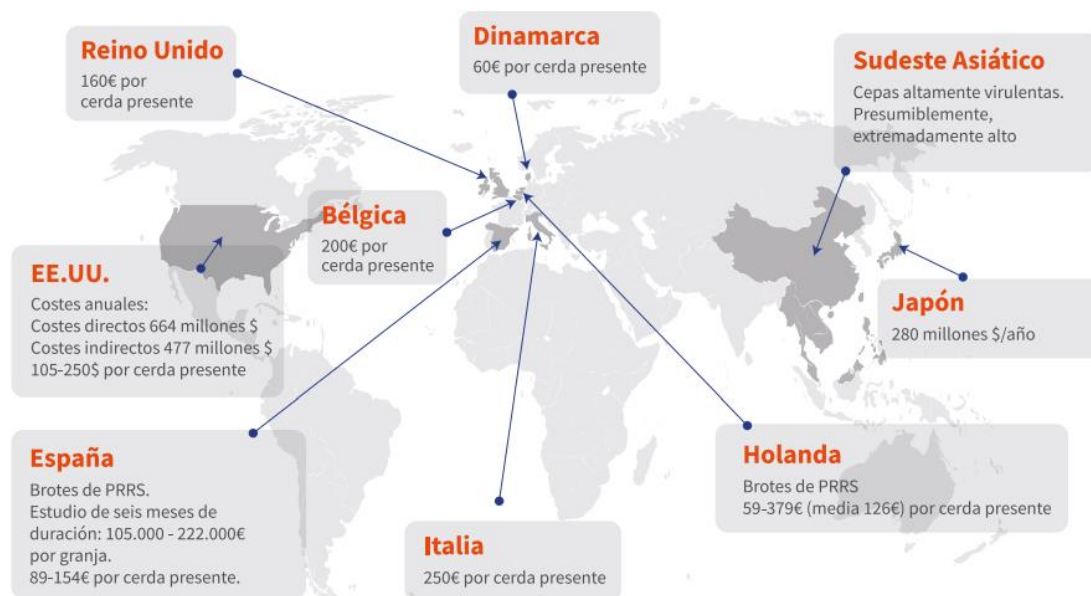 Reino Unido
160€ por
cerda presente
Dinamarca
60€ por cerda presente
Sudeste Asiático
Cepas altamente virulentas.
Presumiblemente,
extremadamente alto
Bélgica
200€ por
cerda presente
EE.UU.
Costes anuales:
Costes directos 664 millones $
Costes indirectos 477 millones $
105-250$ por cerda presente
Japón
280 millones $/año
España
Brotes de PRRS.
Estudio de seis meses de
duración: 105.000 - 222.000€
por granja.
89-154€ por cerda presente.
Italia
250€ por cerda presente
Holanda
Brotes de PRRS
59-379€ (media 126€) por cerda presente